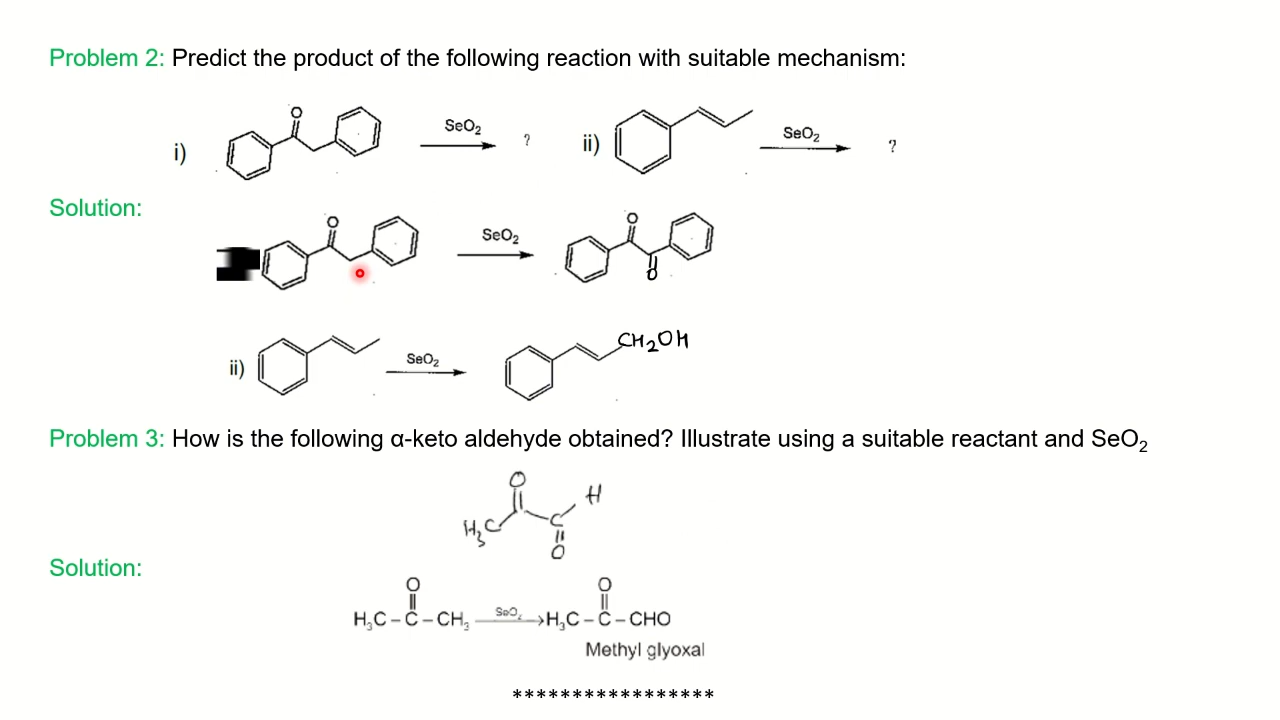 Problem 2: Predict the product of the following reaction with suitable mechanism:
i) O SeO₂ ? ii) SeO₂ ?
Solution:
O SeO₂ O O
ii) SeO₂ CH₂OH
Problem 3: How is the following α-keto aldehyde obtained? Illustrate using a suitable reactant and SeO₂
O H
H₃C C
O
Solution:
O O
H₃C-C-CH₃ SeO₂ H₃C-C-CHO
Methyl glyoxal
*****************